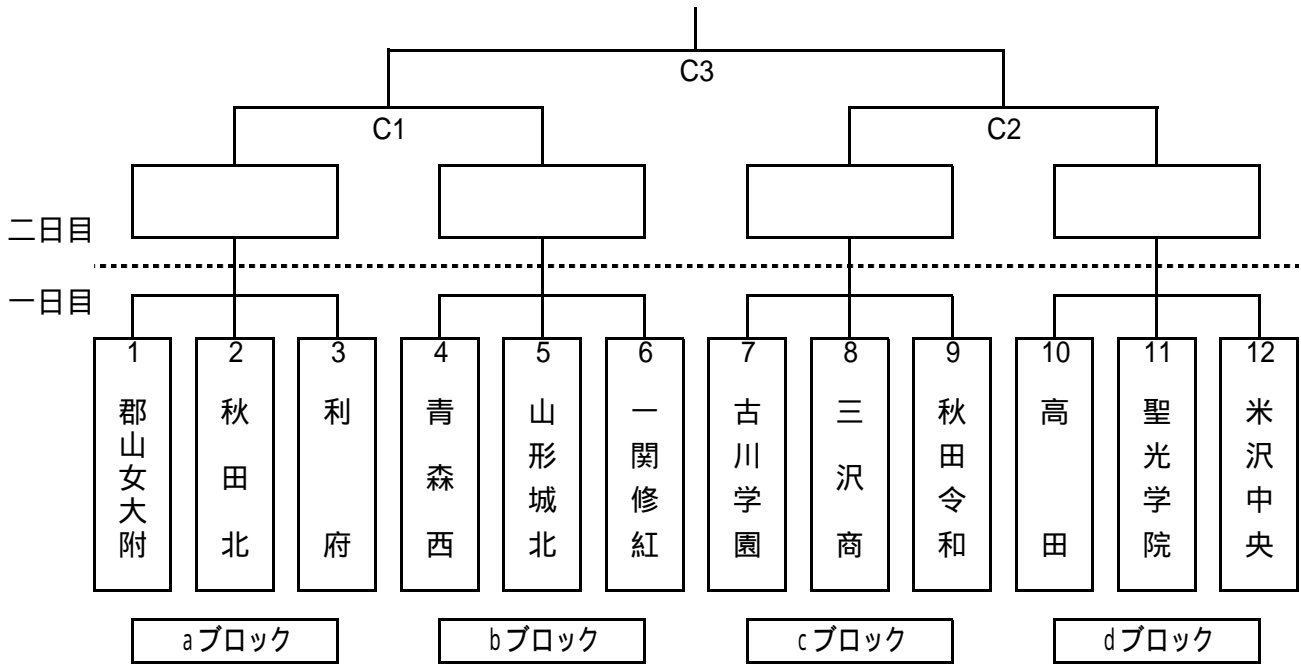 C3
C1
C2
二日目
一日目
1
郡山女大附
2
秋田北
3
利府
4
青森西
5
山形城北
6
一関修紅
7
古川学園
8
三沢商
9
秋田令和
10
高田
11
聖光学院
12
米沢中央
aブロック
bブロック
cブロック
dブロック